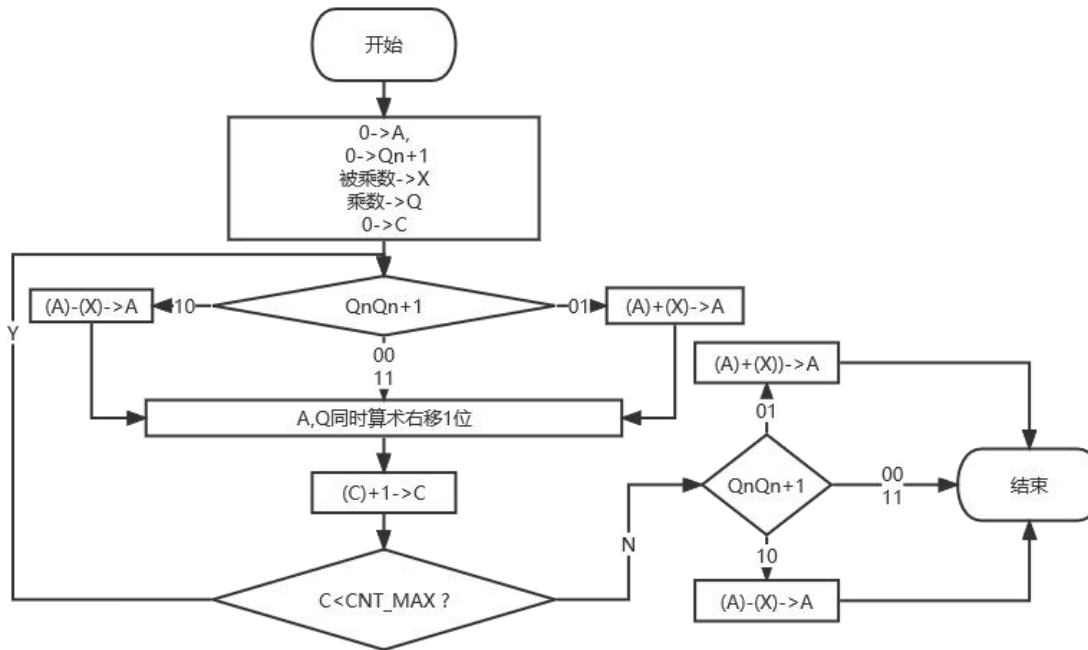 开始
0->A,
0->Qn+1
被乘数->X
乘数->Q
0->C
(A)-(X)->A
10
QnQn+1
01
(A)+(X)->A
Y
00
11
A,Q同时算术右移1位
(C)+1->C
C<CNT_MAX ?
N
(A)+(X))->A
01
QnQn+1
00
11
结束
10
(A)-(X)->A